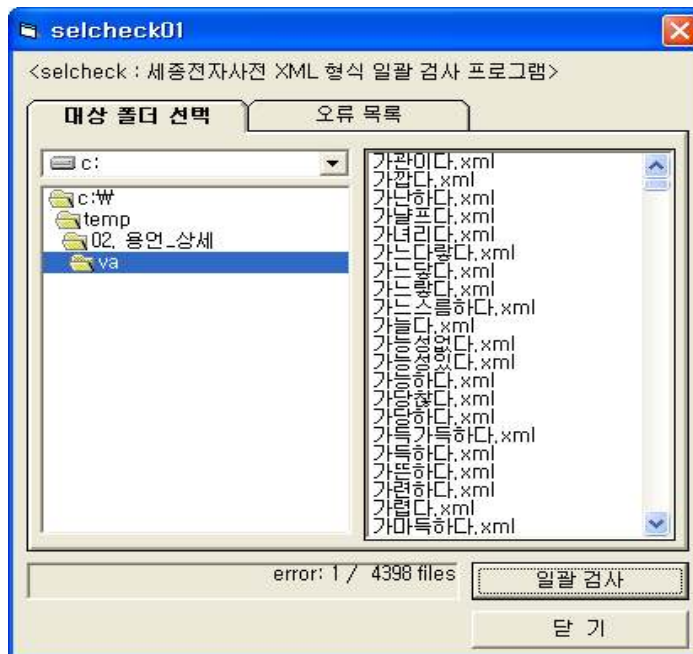 selcheck01
<selcheck : 세종전자사전 XML 형식 일괄 검사 프로그램>
대상 폴더 선택
오류 목록
c:
c:₩
temp
02. 용언_상세
va
가관이다.xml
가깝다.xml
가난하다.xml
가냘프다.xml
가녀리다.xml
가느다랗다.xml
가느닿다.xml
가느랗다.xml
가느스름하다.xml
가늘다.xml
가능성없다.xml
가능성있다.xml
가능하다.xml
가당찮다.xml
가당하다.xml
가득가득하다.xml
가득하다.xml
가뜬하다.xml
가련하다.xml
가렵다.xml
가마득하다.xml
error: 1 / 4398 files
일괄 검사
닫 기